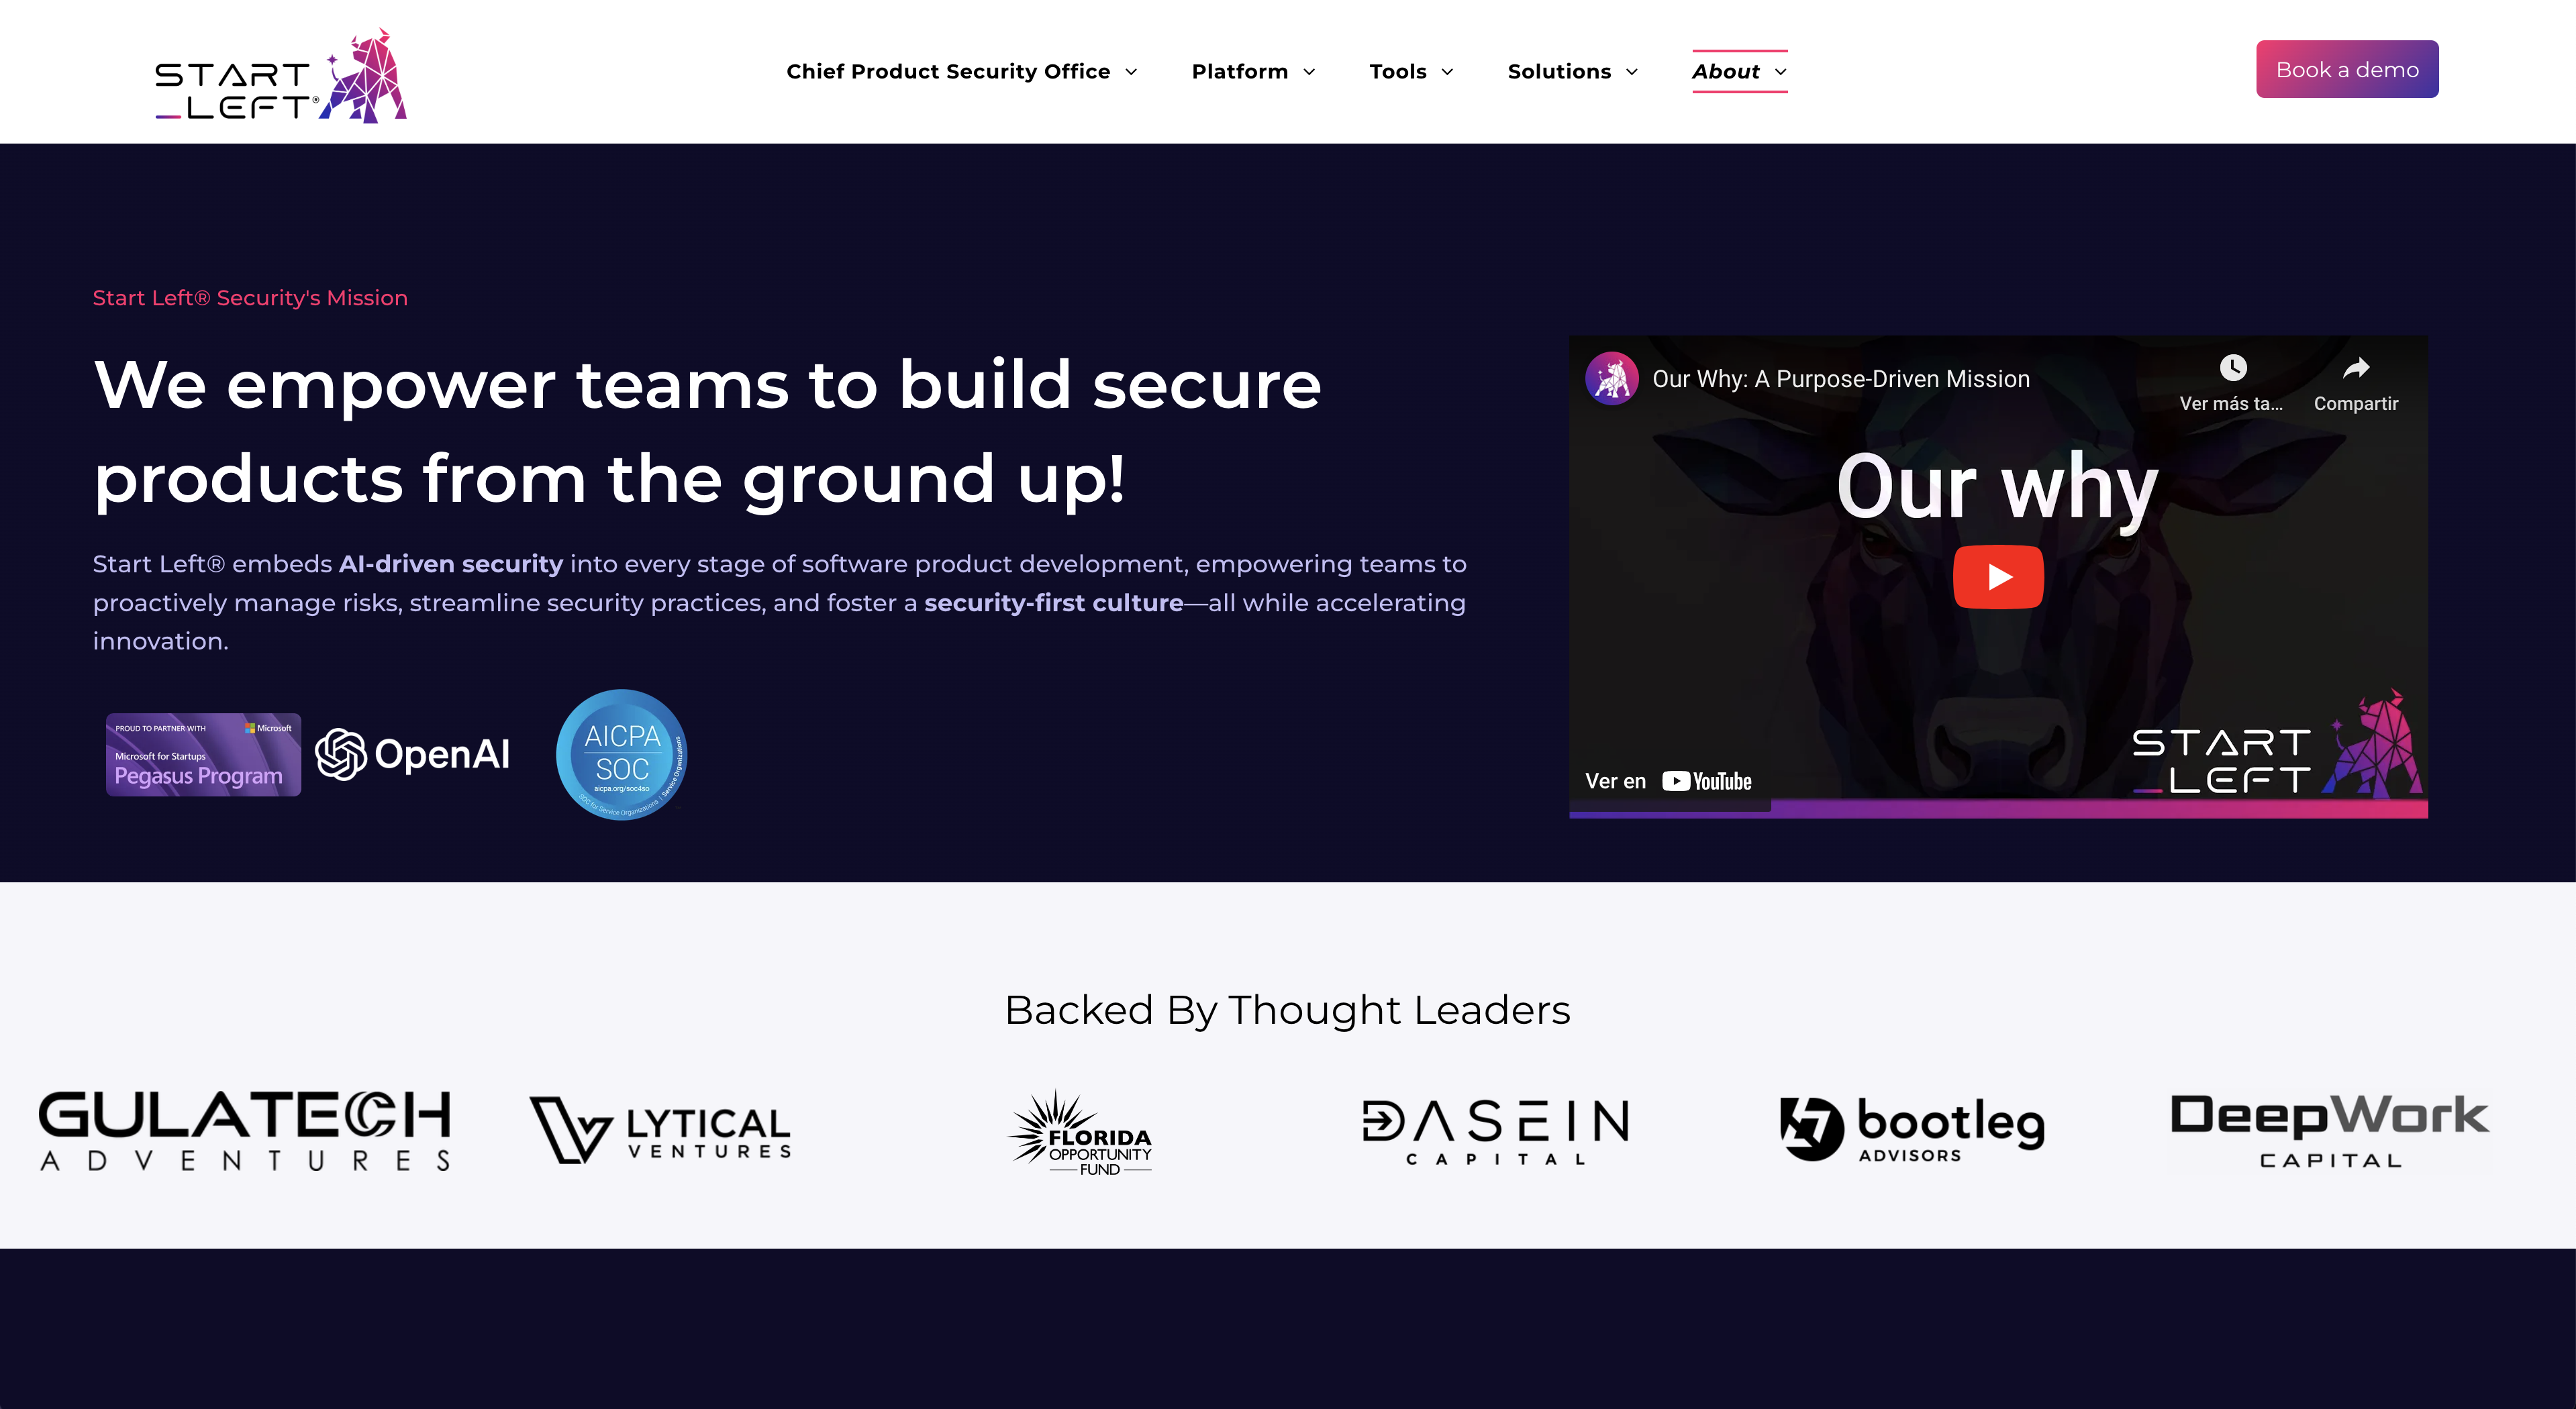 START
_LEFT®
Chief Product Security Office
Platform
Tools
Solutions
About
Book a demo
Start Left® Security's Mission
We empower teams to build secure
products from the ground up!
Start Left® embeds AI-driven security into every stage of software product development, empowering teams to
proactively manage risks, streamline security practices, and foster a security-first culture—all while accelerating
innovation.
PROUD TO PARTNER WITH
Microsoft
Microsoft for Startups
Pegasus Program
OpenAI
AICPA
SOC
aicpa.org/soc4so
SOC for Service Organizations | Service Organizations
Our Why: A Purpose-Driven Mission
Ver más ta...
Compartir
Our why
START
_LEFT
Ver en YouTube
Backed By Thought Leaders
GULATECH
ADVENTURES
LYTICAL
VENTURES
FLORIDA
OPPORTUNITY
FUND
DASEIN
CAPITAL
bootleg
ADVISORS
DeepWork
CAPITAL